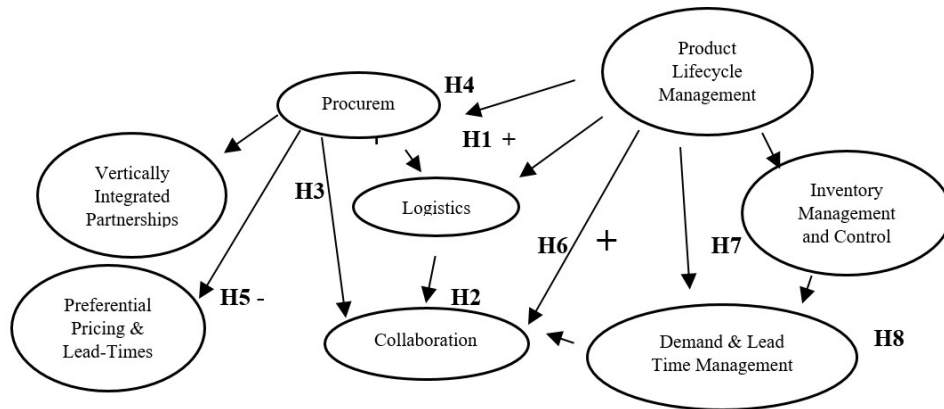 Product
Lifecycle
Management
H4
Procurem
H1 +
+
Vertically
Integrated
Partnerships
H3
Logistics
Inventory
Management
and Control
H6 +
H7
H5 -
H2
Preferential
Pricing &
Lead-Times
Collaboration
Demand & Lead
Time Management
H8